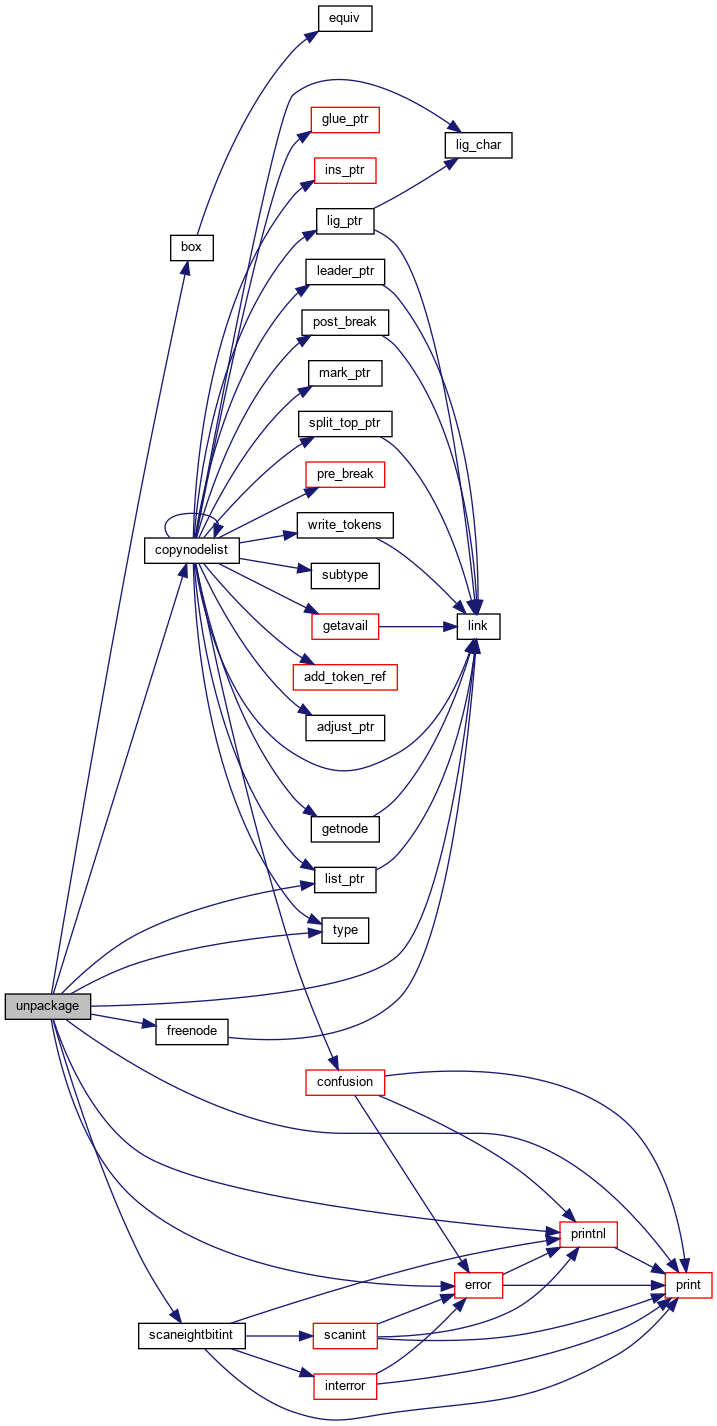 equiv
glue_ptr
lig_char
ins_ptr
lig_ptr
box
leader_ptr
post_break
mark_ptr
split_top_ptr
pre_break
write_tokens
copynodelist
subtype
getavail
link
add_token_ref
adjust_ptr
getnode
list_ptr
type
unpackage
freenode
confusion
printnl
error
print
scaneightbitint
scanint
interror